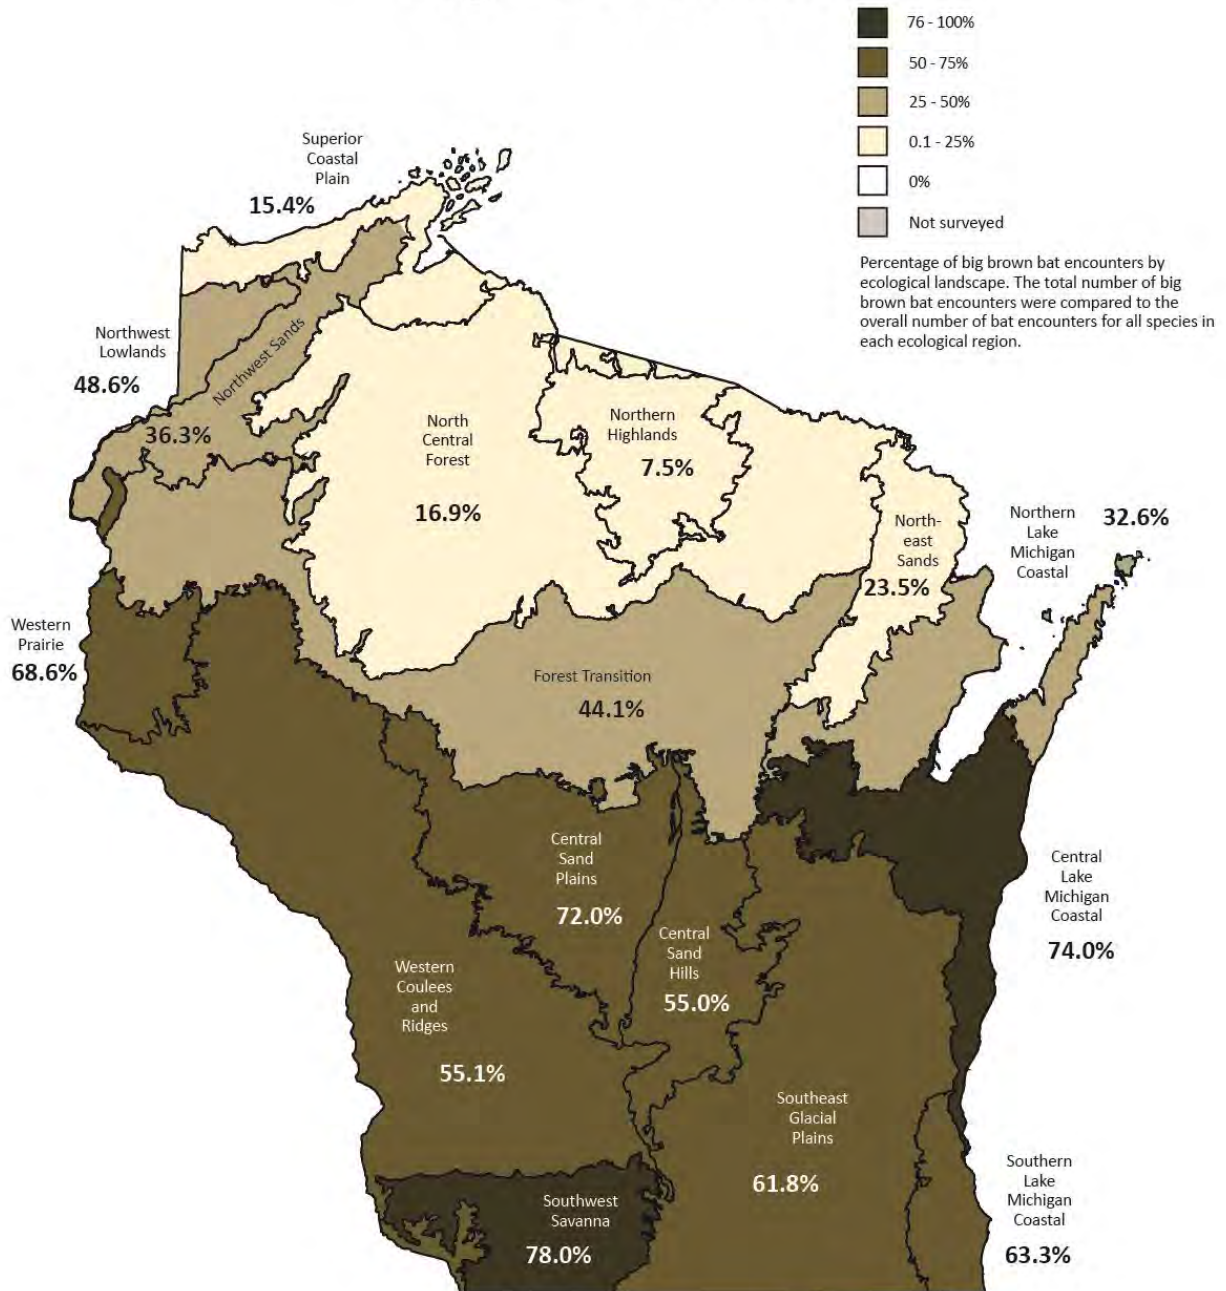 76 - 100%
50 - 75%
25 - 50%
0.1 - 25%
0%
Not surveyed
Percentage of big brown bat encounters by
ecological landscape. The total number of big
brown bat encounters were compared to the
overall number of bat encounters for all species in
each ecological region.
Superior
Coastal
Plain
15.4%
Northwest
Lowlands
48.6%
Northwest Sands
36.3%
North
Central
Forest
16.9%
Northern
Highlands
7.5%
North-
east
Sands
23.5%
Northern
Lake
Michigan
Coastal
32.6%
Western
Prairie
68.6%
Forest Transition
44.1%
Central
Sand
Plains
72.0%
Central
Sand
Hills
55.0%
Central
Lake
Michigan
Coastal
74.0%
Western
Coulees
and
Ridges
55.1%
Southeast
Glacial
Plains
61.8%
Southwest
Savanna
78.0%
Southern
Lake
Michigan
Coastal
63.3%